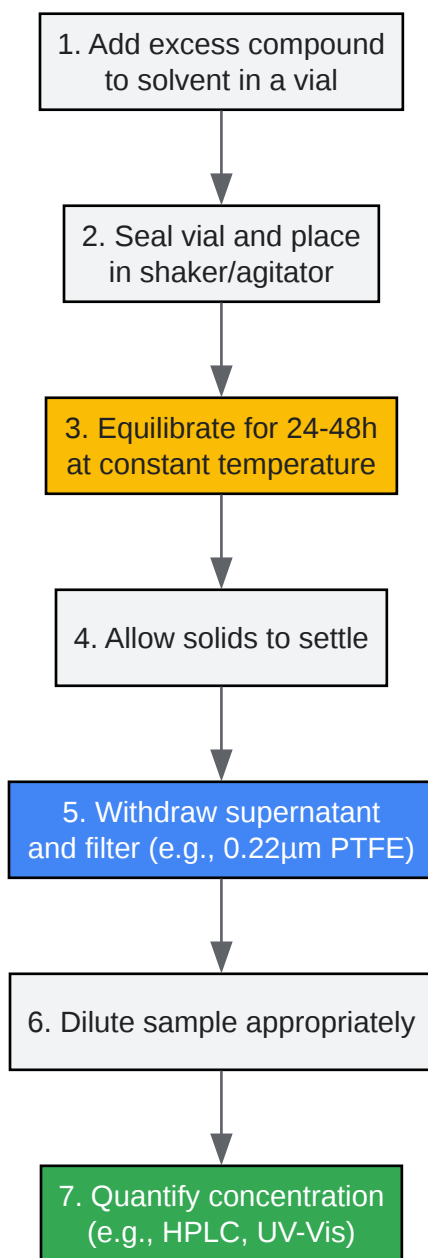 1. Add excess compound
to solvent in a vial
2. Seal vial and place
in shaker/agitator
3. Equilibrate for 24-48h
at constant temperature
4. Allow solids to settle
5. Withdraw supernatant
and filter (e.g., 0.22µm PTFE)
6. Dilute sample appropriately
7. Quantify concentration
(e.g., HPLC, UV-Vis)